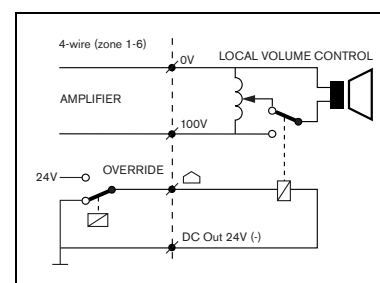 4-wire (zone 1-6)
0V
LOCAL VOLUME CONTROL
AMPLIFIER
100V
OVERRIDE
24V
DC Out 24V (-)